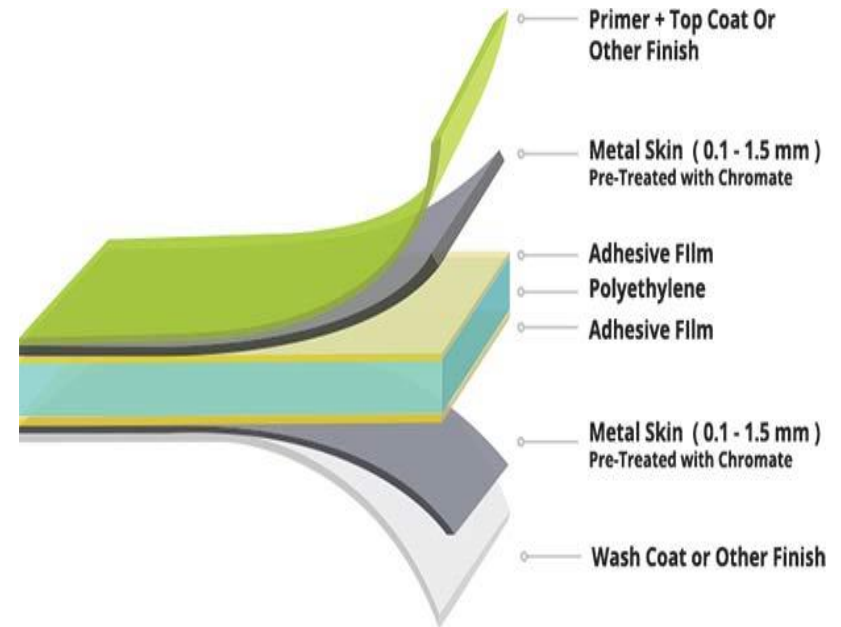 Primer + Top Coat Or
Other Finish
Metal Skin ( 0.1 - 1.5 mm )
Pre-Treated with Chromate
Adhesive FIlm
Polyethylene
Adhesive FIlm
Metal Skin ( 0.1 - 1.5 mm )
Pre-Treated with Chromate
Wash Coat or Other Finish